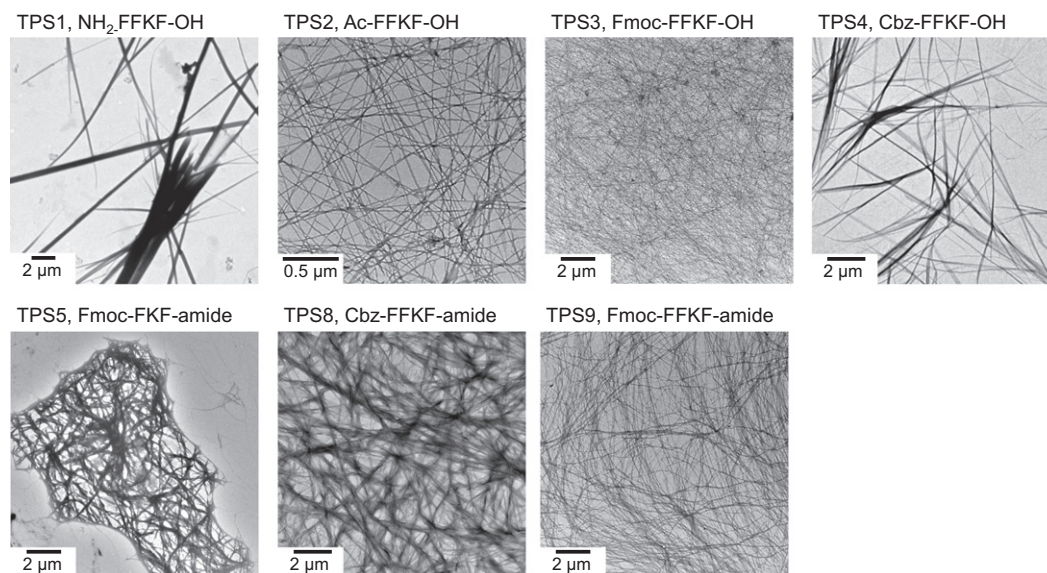 TPS1, NH2-FFKF-OH
TPS2, Ac-FFKF-OH
TPS3, Fmoc-FFKF-OH
TPS4, Cbz-FFKF-OH
2 µm
0.5 µm
2 µm
2 µm
TPS5, Fmoc-FKF-amide
TPS8, Cbz-FFKF-amide
TPS9, Fmoc-FFKF-amide
2 µm
2 µm
2 µm